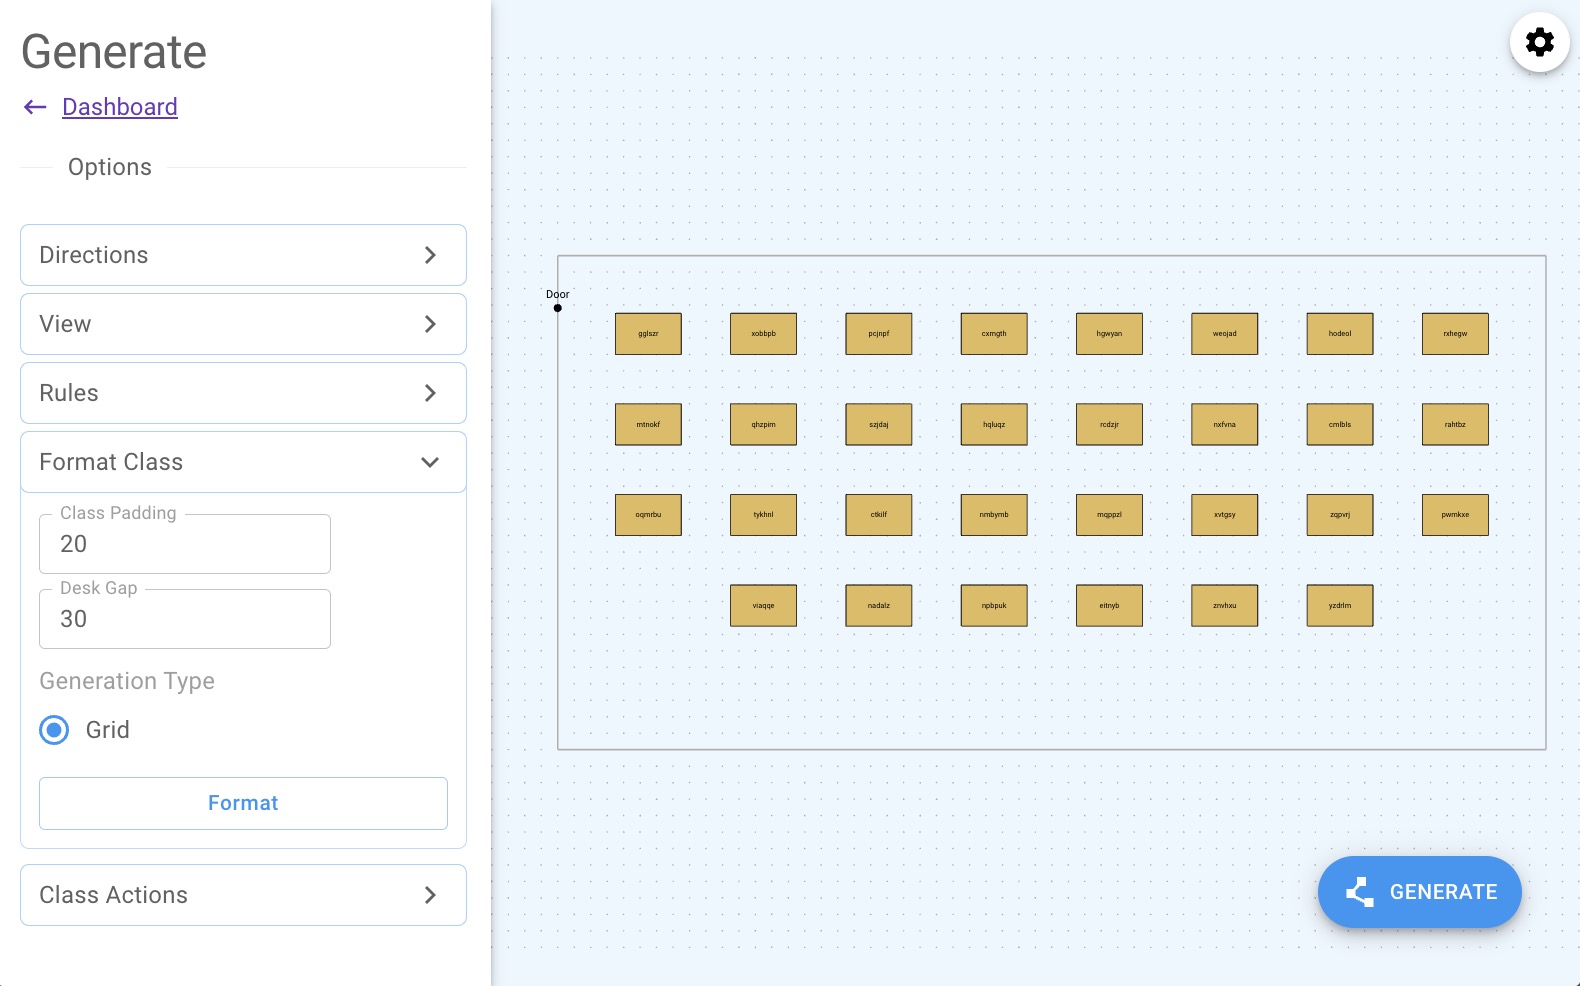 Generate
Dashboard
Options
Directions
View
Rules
Format Class
Class Padding
20
Desk Gap
30
Generation Type
Grid
Format
Class Actions
Door
gglszr xobbpb pcjnpf cxmgth hgwyan weojad hodeol rxhegw
mtnokf qhzpim szjdaj hqluqz rcdzjr nxfvna cmlbls rahtbz
oqmrbu tykhnl ctkilf nmbymb mqppzl xvtgsy zqpvrj pwmkxe
viaqqe nadalz npbpuk eitnyb znvhxu yzdrlm
GENERATE